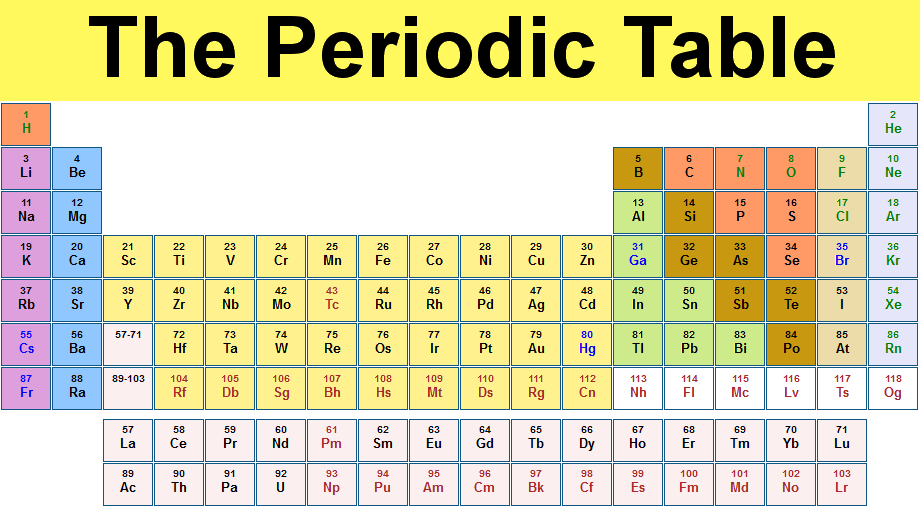 The Periodic Table
1 2
H He
3 4 5 6 7 8 9 10
Li Be B C N O F Ne
11 12 13 14 15 16 17 18
Na Mg Al Si P S Cl Ar
19 20 21 22 23 24 25 26 27 28 29 30 31 32 33 34 35 36
K Ca Sc Ti V Cr Mn Fe Co Ni Cu Zn Ga Ge As Se Br Kr
37 38 39 40 41 42 43 44 45 46 47 48 49 50 51 52 53 54
Rb Sr Y Zr Nb Mo Tc Ru Rh Pd Ag Cd In Sn Sb Te I Xe
55 56 57-71 72 73 74 75 76 77 78 79 80 81 82 83 84 85 86
Cs Ba Hf Ta W Re Os Ir Pt Au Hg Tl Pb Bi Po At Rn
87 88 89-103 104 105 106 107 108 109 110 111 112 113 114 115 116 117 118
Fr Ra Rf Db Sg Bh Hs Mt Ds Rg Cn Nh Fl Mc Lv Ts Og
57 58 59 60 61 62 63 64 65 66 67 68 69 70 71
La Ce Pr Nd Pm Sm Eu Gd Tb Dy Ho Er Tm Yb Lu
89 90 91 92 93 94 95 96 97 98 99 100 101 102 103
Ac Th Pa U Np Pu Am Cm Bk Cf Es Fm Md No Lr